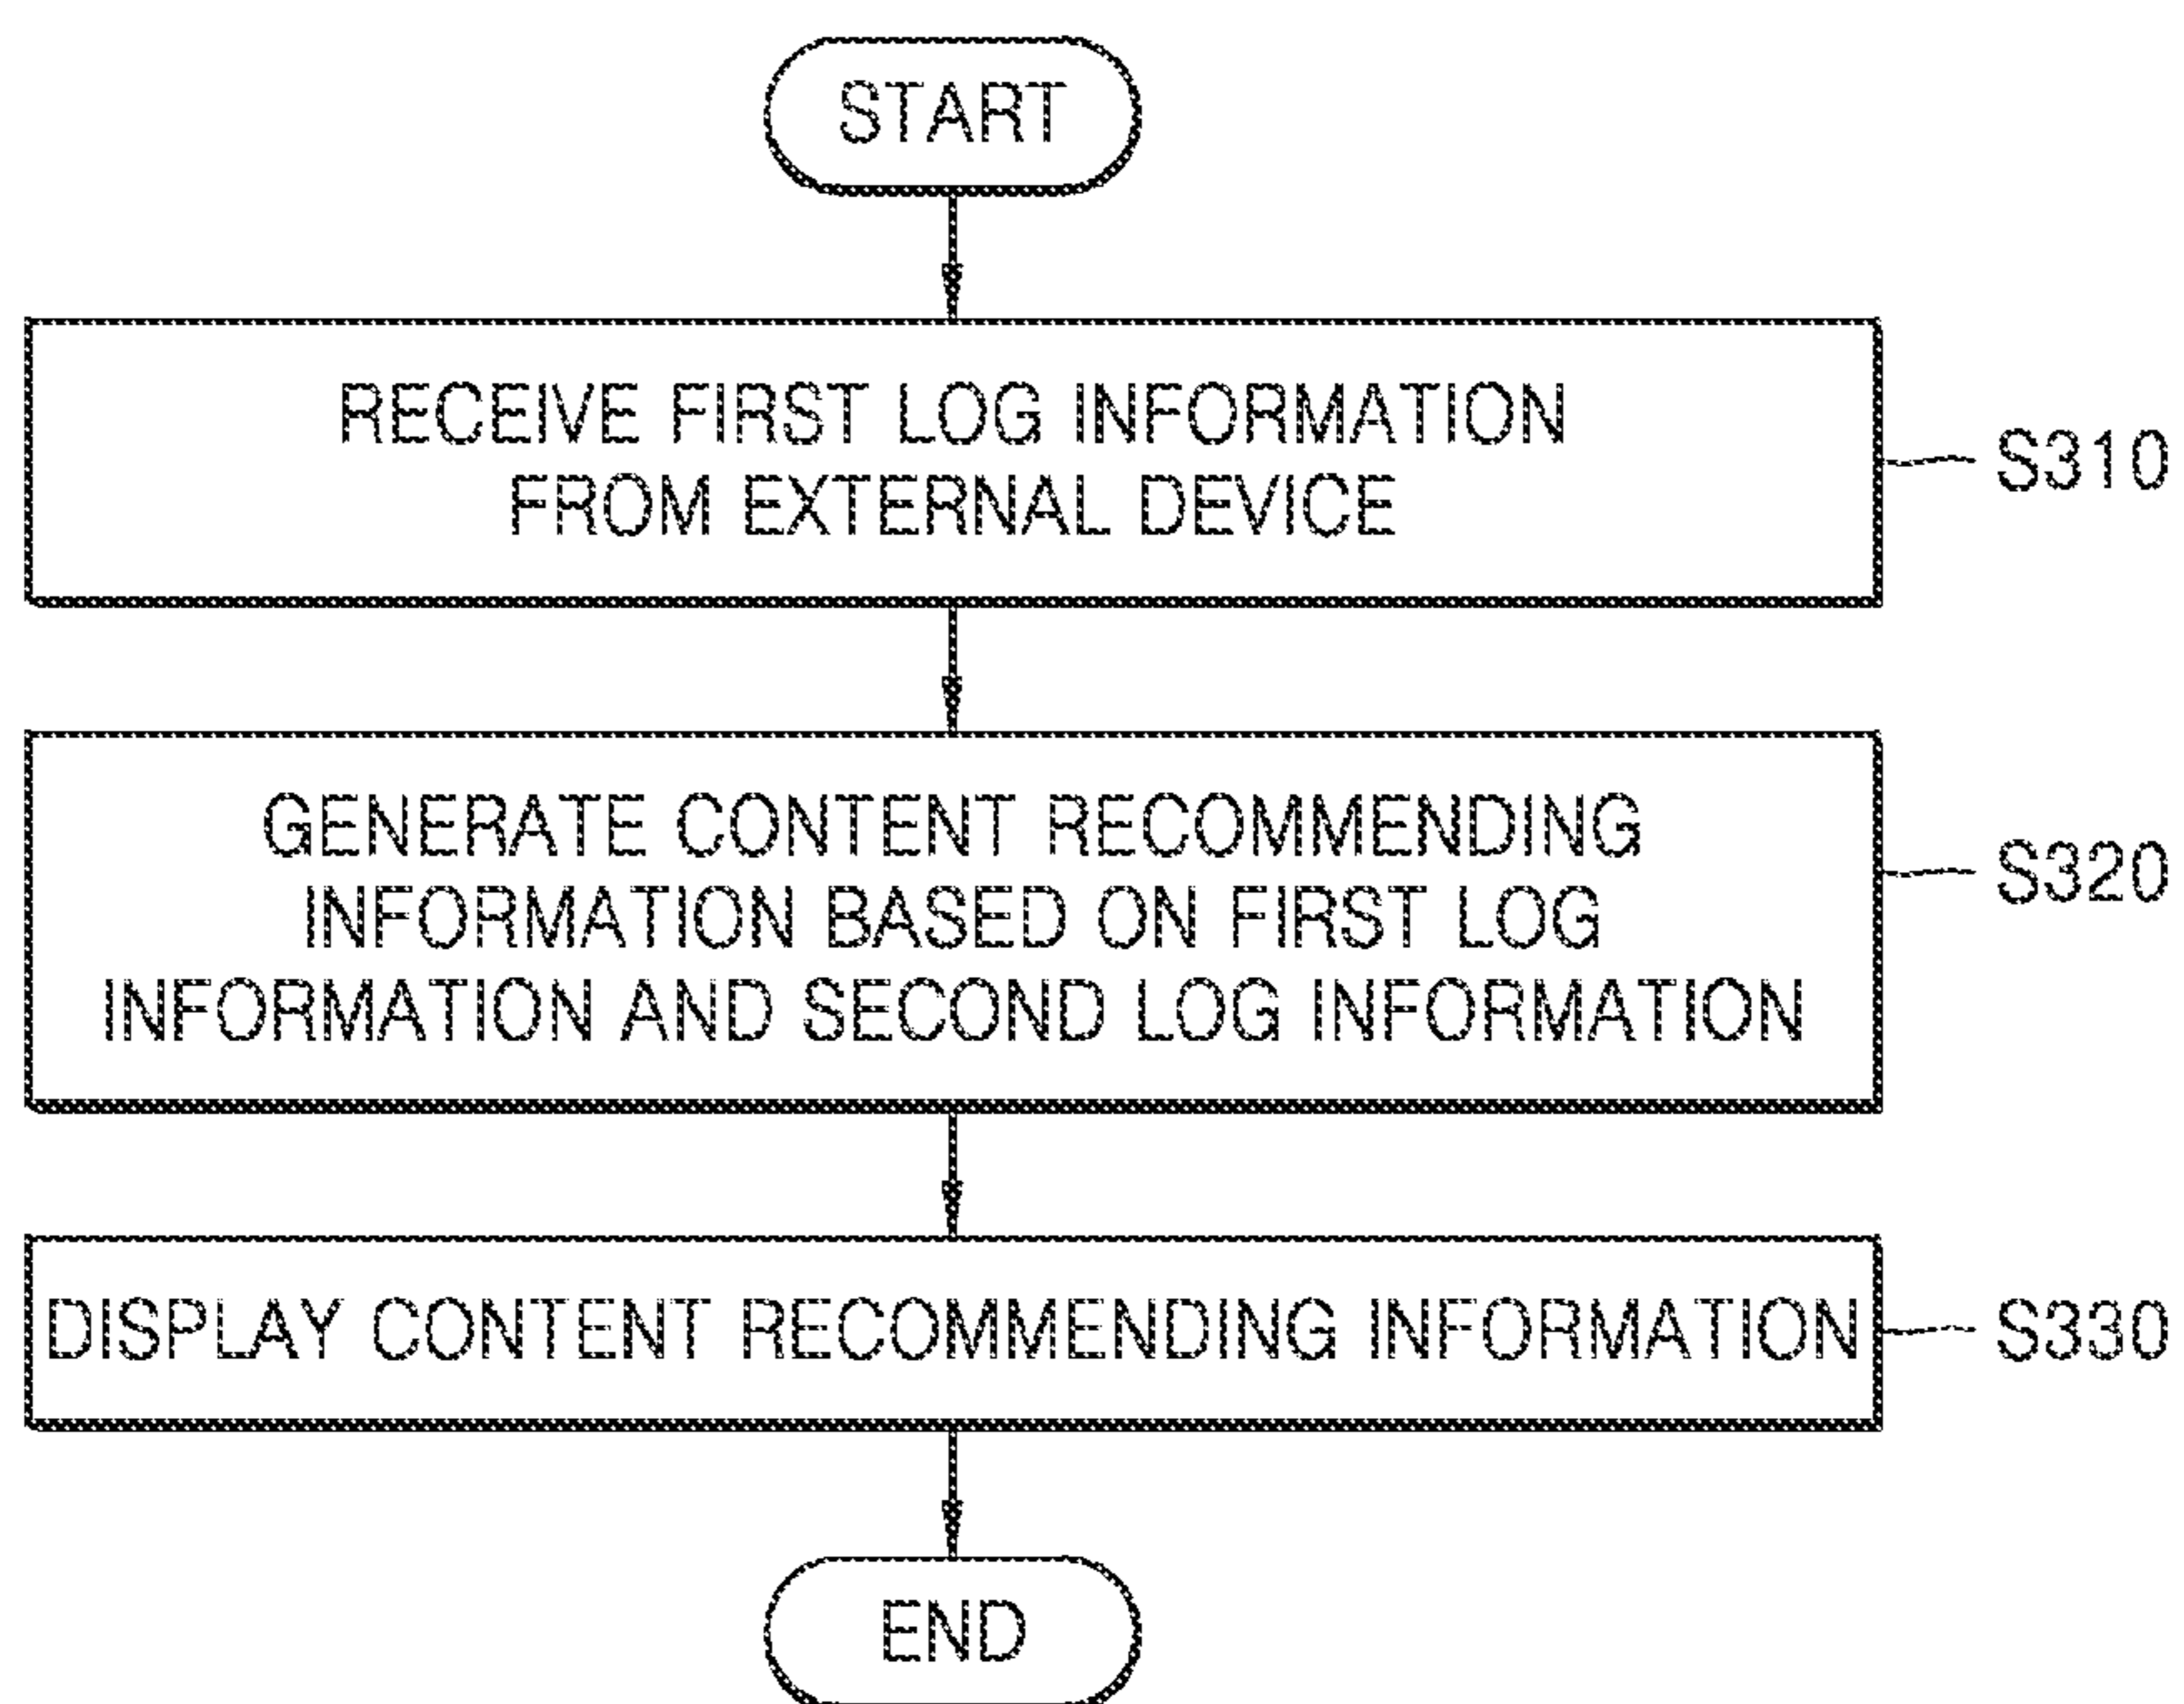 START
RECEIVE FIRST LOG INFORMATION
FROM EXTERNAL DEVICE
S310
GENERATE CONTENT RECOMMENDING
INFORMATION BASED ON FIRST LOG
INFORMATION AND SECOND LOG INFORMATION
S320
DISPLAY CONTENT RECOMMENDING INFORMATION
S330
END